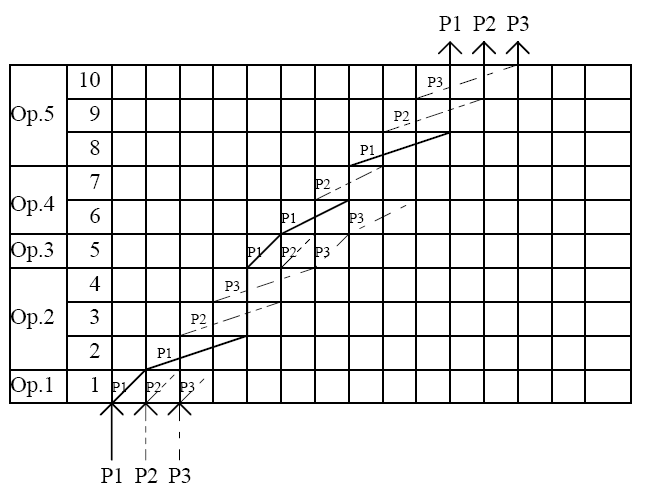 P1 P2 P3
10 P3
Op.5 9 P2
8 P1
7 P2
Op.4 6 P1 P3
Op.3 5 P1 P2 P3
4 P3
Op.2 3 P2
2 P1
Op.1 1 P1 P2 P3
P1 P2 P3